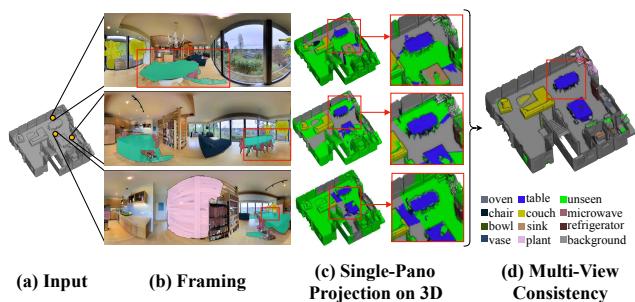 oven table unseen
chair couch microwave
bowl sink refrigerator
vase plant background
(a) Input
(b) Framing
(c) Single-Pano
Projection on 3D
(d) Multi-View
Consistency